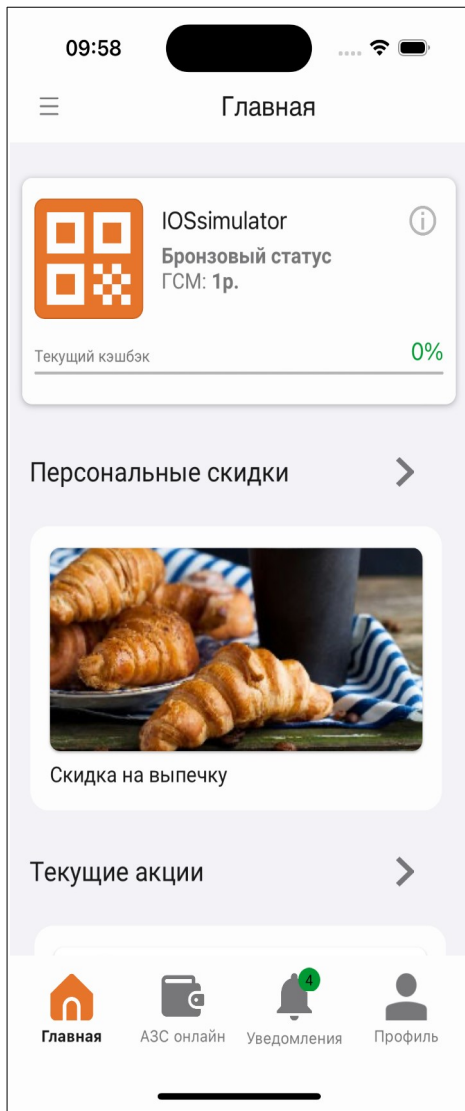 09:58
Главная
IOSsimulator
Бронзовый статус
ГСМ: 1р.
Текущий кэшбэк
0%
Персональные скидки
Скидка на выпечку
Текущие акции
4
Главная
АЗС онлайн
Уведомления
Профиль